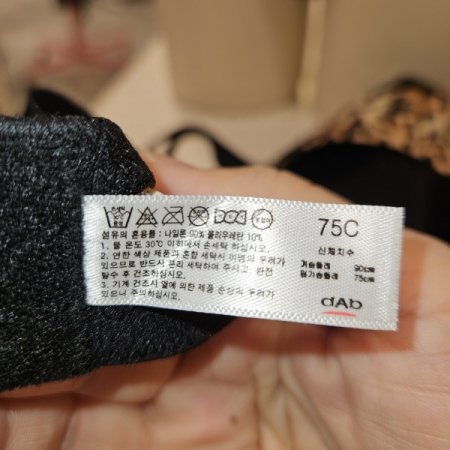 섬유의 혼용률: 나일론 90% 폴리우레탄 10%
1. 물 온도 30℃ 이하에서 손세탁 하십시오.
2. 연한 색상 제품과 혼합 세탁시 이염의 우려가
있으므로 반드시 분리 세탁하여 주시고, 완전
탈수 후 건조하십시오.
3. 기계 건조시 열에 의한 제품 손상의 우려가
있으니 주의 하십시오.
75C
신체치수
가슴둘레 90cm
밑가슴둘레 75cm
dAb